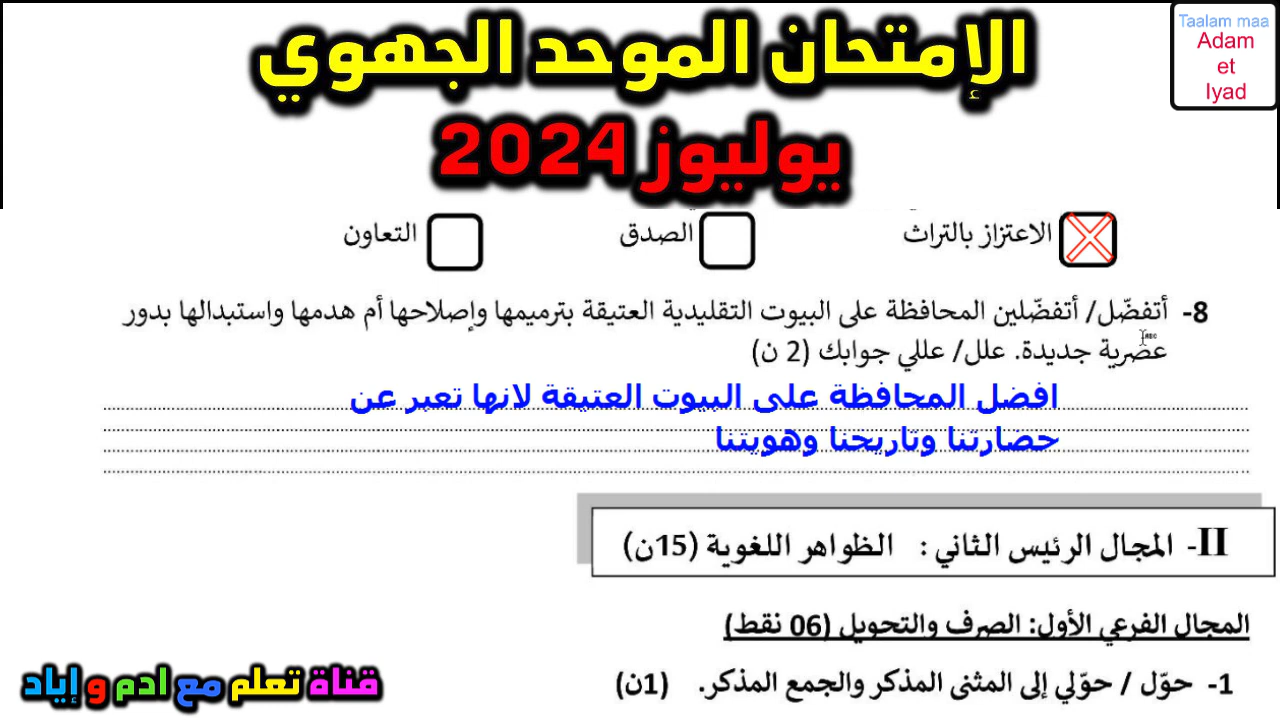 الإمتحان الموحد الجهوي
يوليوز 2024
Taalam maa
Adam
et
Iyad
الاعتزاز بالتراث
الصدق
التعاون
8- أتفضّل/ أتفضّلين المحافظة على البيوت التقليدية العتيقة بترميمها وإصلاحها أم هدمها واستبدالها بدور
عصرية جديدة. علل/ عللي جوابك (2 ن)
افضل المحافظة على البيوت العتيقة لانها تعبر عن
حضارتنا وتاريخنا وهويتنا
II- المجال الرئيس الثاني : الظواهر اللغوية (15ن)
المجال الفرعي الأول: الصرف والتحويل (06 نقط)
1- حوّل / حوّلي إلى المثنى المذكر والجمع المذكر. (1ن)
قناة تعلم مع ادم و إياد